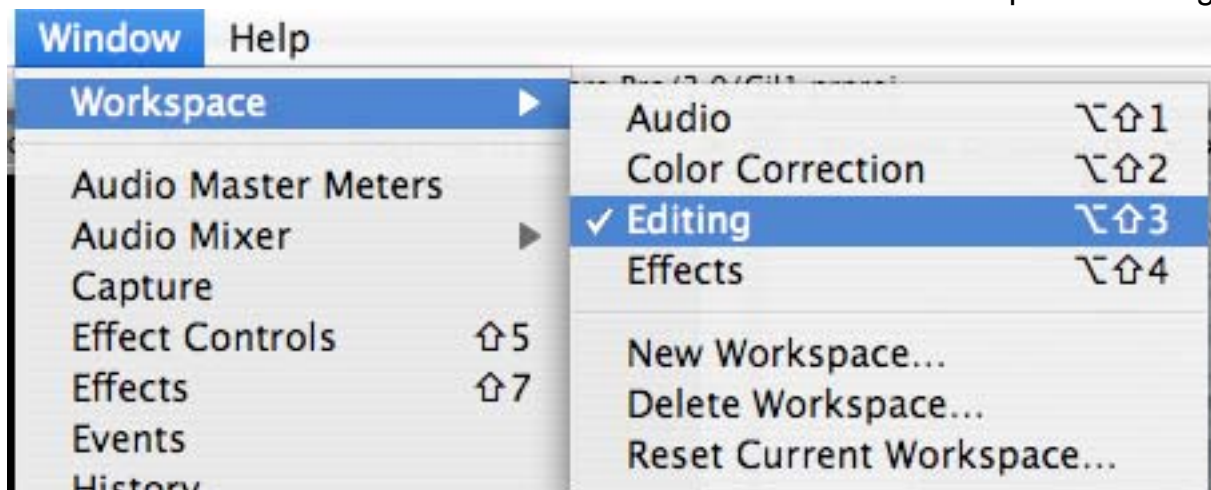 Window Help
Workspace
Audio Master Meters
Audio Mixer
Capture
Effect Controls ⇧5
Effects ⇧7
Events
History
Audio ⌥⇧1
Color Correction ⌥⇧2
✓ Editing ⌥⇧3
Effects ⌥⇧4
New Workspace...
Delete Workspace...
Reset Current Workspace...